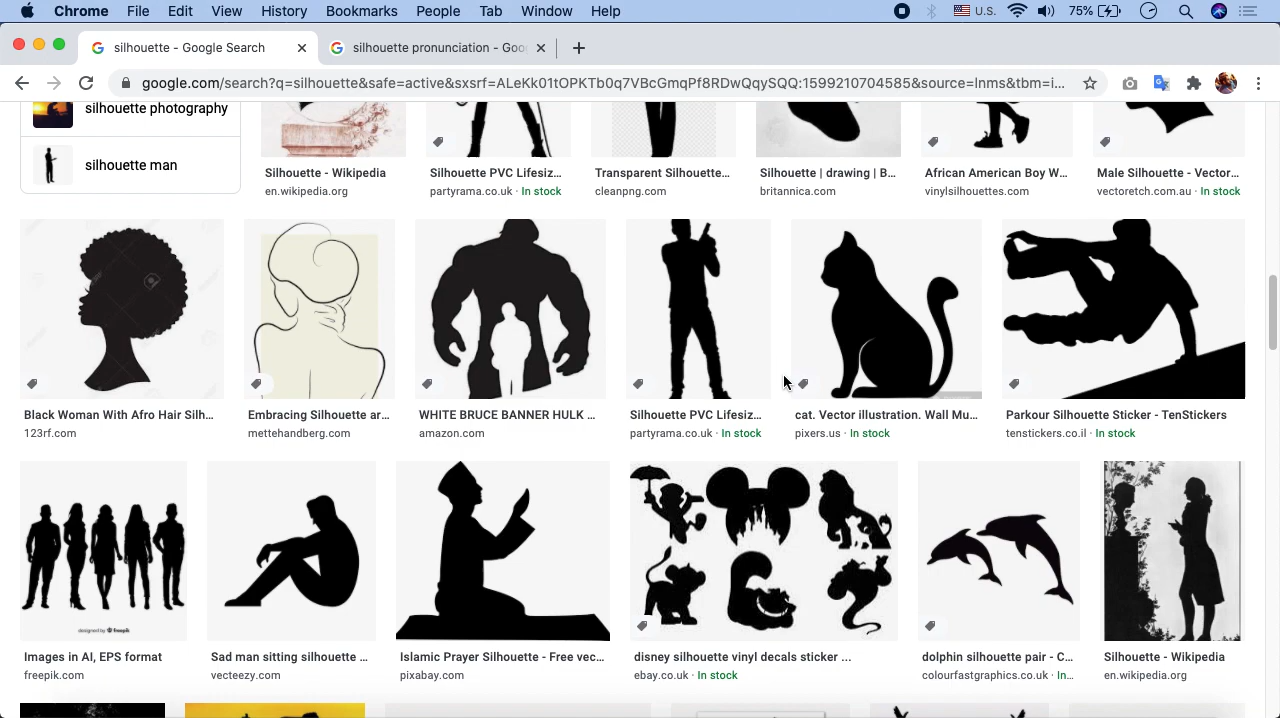 Chrome File Edit View History Bookmarks People Tab Window Help U.S. 75%
silhouette - Google Search
silhouette pronunciation - Goo
google.com/search?q=silhouette&safe=active&sxsrf=ALeKk01tOPKTb0q7VBcGmqPf8RDwQqySQQ:1599210704585&source=lnms&tbm=i...
silhouette photography
silhouette man
Silhouette - Wikipedia
en.wikipedia.org
Silhouette PVC Lifesiz...
partyrama.co.uk · In stock
Transparent Silhouette...
cleanpng.com
Silhouette | drawing | B...
britannica.com
African American Boy W...
vinylsilhouettes.com
Male Silhouette - Vector...
vectoretch.com.au · In stock
Black Woman With Afro Hair Silh...
123rf.com
Embracing Silhouette ar...
mettehandberg.com
WHITE BRUCE BANNER HULK ...
amazon.com
Silhouette PVC Lifesiz...
partyrama.co.uk · In stock
cat. Vector illustration. Wall Mu...
pixers.us · In stock
Parkour Silhouette Sticker - TenStickers
tenstickers.co.il · In stock
designed by freepik
Images in AI, EPS format
freepik.com
Sad man sitting silhouette ...
vecteezy.com
Islamic Prayer Silhouette - Free vec...
pixabay.com
disney silhouette vinyl decals sticker ...
ebay.co.uk · In stock
dolphin silhouette pair - C...
colourfastgraphics.co.uk · In...
Silhouette - Wikipedia
en.wikipedia.org